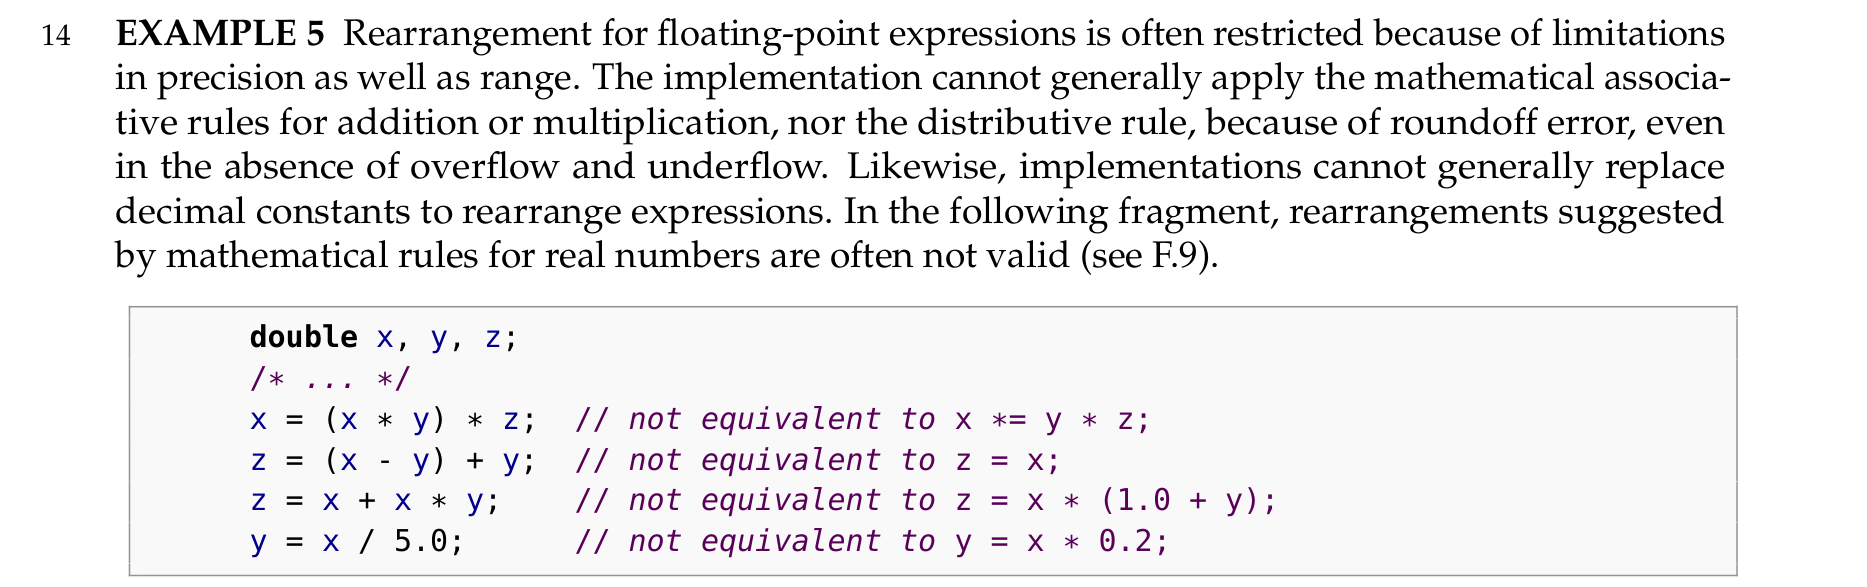 14 EXAMPLE 5 Rearrangement for floating-point expressions is often restricted because of limitations
in precision as well as range. The implementation cannot generally apply the mathematical associa-
tive rules for addition or multiplication, nor the distributive rule, because of roundoff error, even
in the absence of overflow and underflow. Likewise, implementations cannot generally replace
decimal constants to rearrange expressions. In the following fragment, rearrangements suggested
by mathematical rules for real numbers are often not valid (see F.9).
double x, y, z;
/* ... */
x = (x * y) * z; // not equivalent to x *= y * z;
z = (x - y) + y; // not equivalent to z = x;
z = x + x * y; // not equivalent to z = x * (1.0 + y);
y = x / 5.0; // not equivalent to y = x * 0.2;